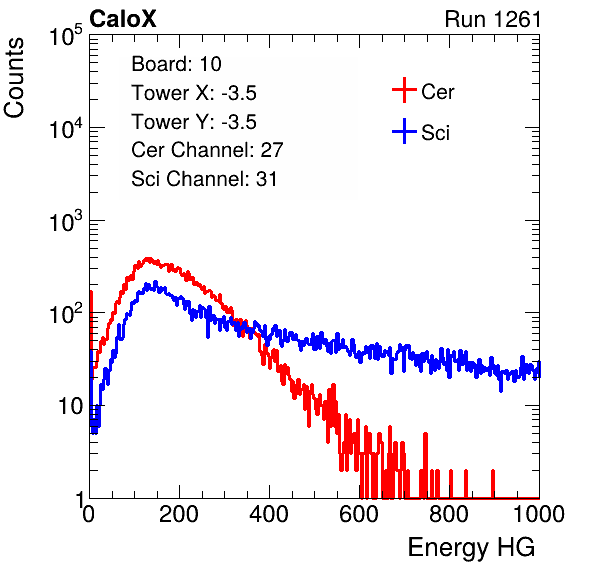 CaloX Run 1261
Counts
Board: 10
Tower X: -3.5
Tower Y: -3.5
Cer Channel: 27
Sci Channel: 31
Cer
Sci
10^5
10^4
10^3
10^2
10
1
0 200 400 600 800 1000
Energy HG